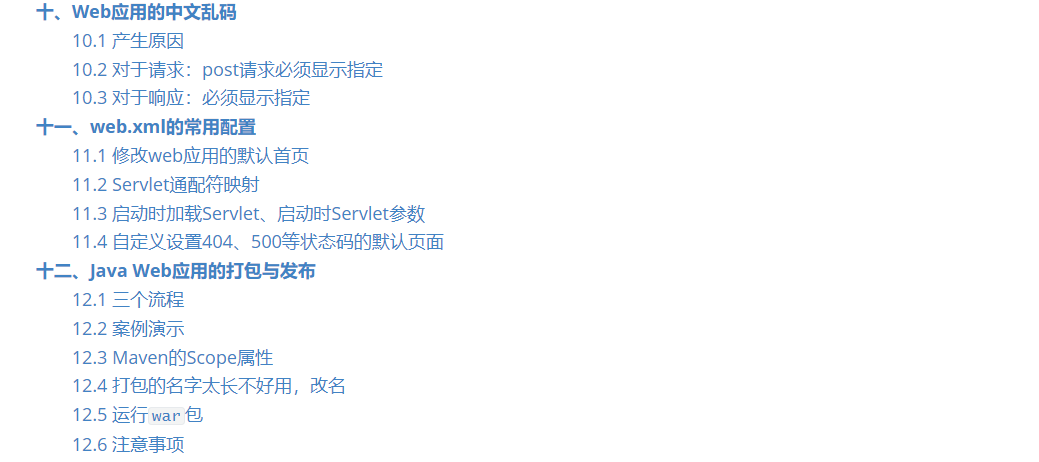 十、Web应用的中文乱码
10.1 产生原因
10.2 对于请求：post请求必须显示指定
10.3 对于响应：必须显示指定
十一、web.xml的常用配置
11.1 修改web应用的默认首页
11.2 Servlet通配符映射
11.3 启动时加载Servlet、启动时Servlet参数
11.4 自定义设置404、500等状态码的默认页面
十二、Java Web应用的打包与发布
12.1 三个流程
12.2 案例演示
12.3 Maven的Scope属性
12.4 打包的名字太长不好用，改名
12.5 运行war包
12.6 注意事项